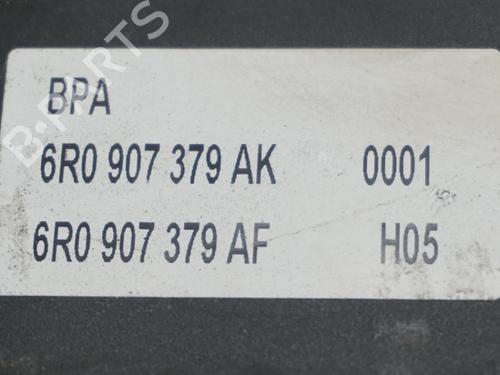 B-PARTS
BPA
6R0 907 379 AK 0001
6R0 907 379 AF H05